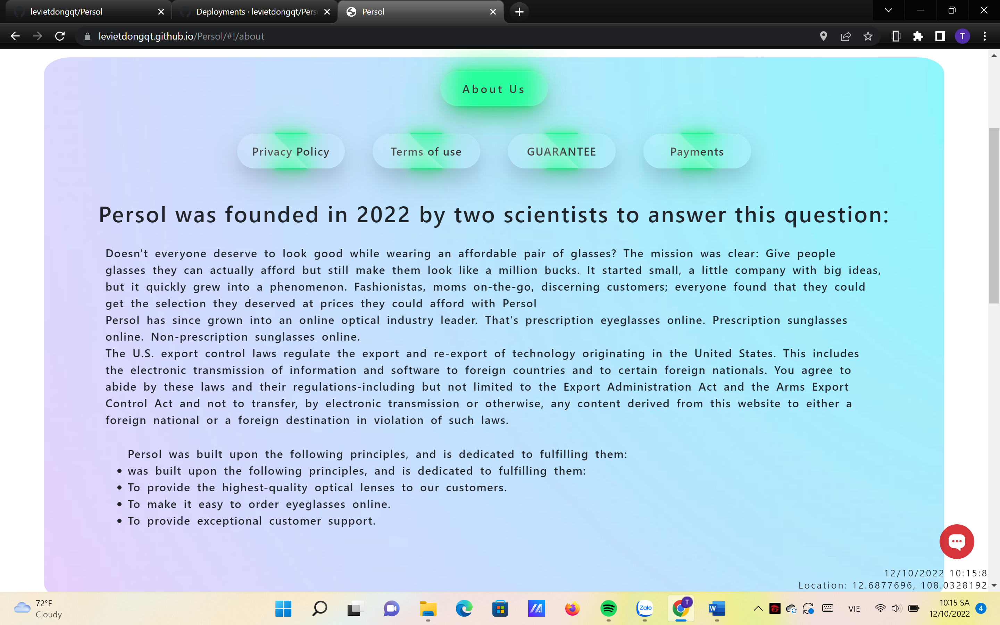 levietdongqt/Persol
Deployments · levietdongqt/Pers
Persol
levietdongqt.github.io/Persol/#!/about
T
About Us
Privacy Policy
Terms of use
GUARANTEE
Payments
Persol was founded in 2022 by two scientists to answer this question:
Doesn't everyone deserve to look good while wearing an affordable pair of glasses? The mission was clear: Give people
glasses they can actually afford but still make them look like a million bucks. It started small, a little company with big ideas,
but it quickly grew into a phenomenon. Fashionistas, moms on-the-go, discerning customers; everyone found that they could
get the selection they deserved at prices they could afford with Persol
Persol has since grown into an online optical industry leader. That's prescription eyeglasses online. Prescription sunglasses
online. Non-prescription sunglasses online.
The U.S. export control laws regulate the export and re-export of technology originating in the United States. This includes
the electronic transmission of information and software to foreign countries and to certain foreign nationals. You agree to
abide by these laws and their regulations-including but not limited to the Export Administration Act and the Arms Export
Control Act and not to transfer, by electronic transmission or otherwise, any content derived from this website to either a
foreign national or a foreign destination in violation of such laws.
Persol was built upon the following principles, and is dedicated to fulfilling them:
• was built upon the following principles, and is dedicated to fulfilling them:
• To provide the highest-quality optical lenses to our customers.
• To make it easy to order eyeglasses online.
• To provide exceptional customer support.
12/10/2022 10:15:8
Location: 12.6877696, 108.0328192
72°F
Cloudy
Zalo
T
W
VIE
10:15 SA
12/10/2022
4